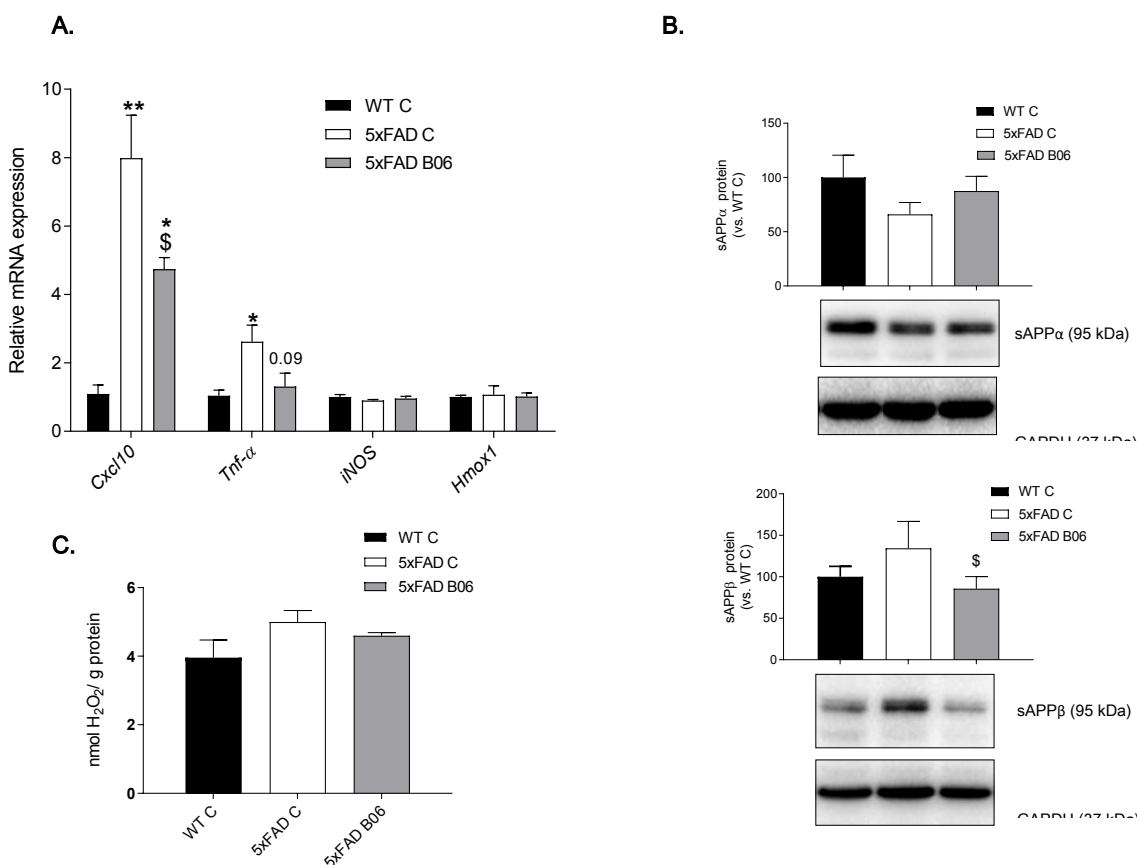 A.
10
8
6
4
2
0
Relative mRNA expression
WT C
5xFAD C
5xFAD B06
**
*
$
*
0.09
Cxcl10
Tnf-α
iNOS
Hmox1
B.
WT C
5xFAD C
5xFAD B06
150
100
50
0
sAPPα protein
(vs. WT C)
sAPPα (95 kDa)
WT C
5xFAD C
5xFAD B06
200
150
100
50
0
sAPPβ protein
(vs. WT C)
$
sAPPβ (95 kDa)
C.
WT C
5xFAD C
5xFAD B06
6
4
2
0
nmol H₂O₂/ g protein
WT C
5xFAD C
5xFAD B06